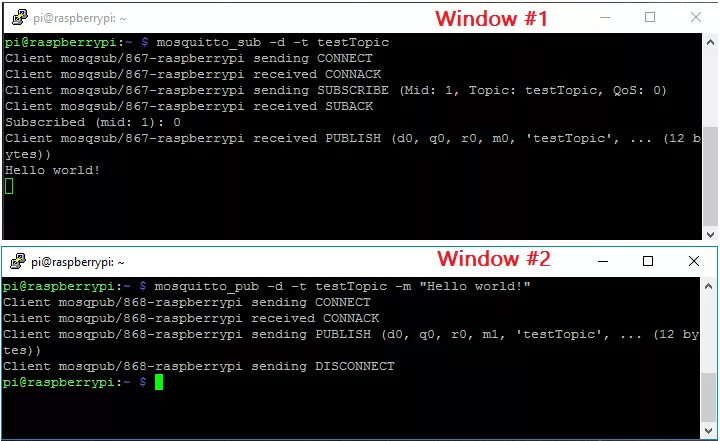 pi@raspberrypi: ~
Window #1
pi@raspberrypi:~ $ mosquitto_sub -d -t testTopic
Client mosqsub/867-raspberrypi sending CONNECT
Client mosqsub/867-raspberrypi received CONNACK
Client mosqsub/867-raspberrypi sending SUBSCRIBE (Mid: 1, Topic: testTopic, QoS: 0)
Client mosqsub/867-raspberrypi received SUBACK
Subscribed (mid: 1): 0
Client mosqsub/867-raspberrypi received PUBLISH (d0, q0, r0, m0, 'testTopic', ... (12 b
ytes))
Hello world!
pi@raspberrypi: ~
Window #2
pi@raspberrypi:~ $ mosquitto_pub -d -t testTopic -m "Hello world!"
Client mosqpub/868-raspberrypi sending CONNECT
Client mosqpub/868-raspberrypi received CONNACK
Client mosqpub/868-raspberrypi sending PUBLISH (d0, q0, r0, m1, 'testTopic', ... (12 by
tes))
Client mosqpub/868-raspberrypi sending DISCONNECT
pi@raspberrypi:~ $